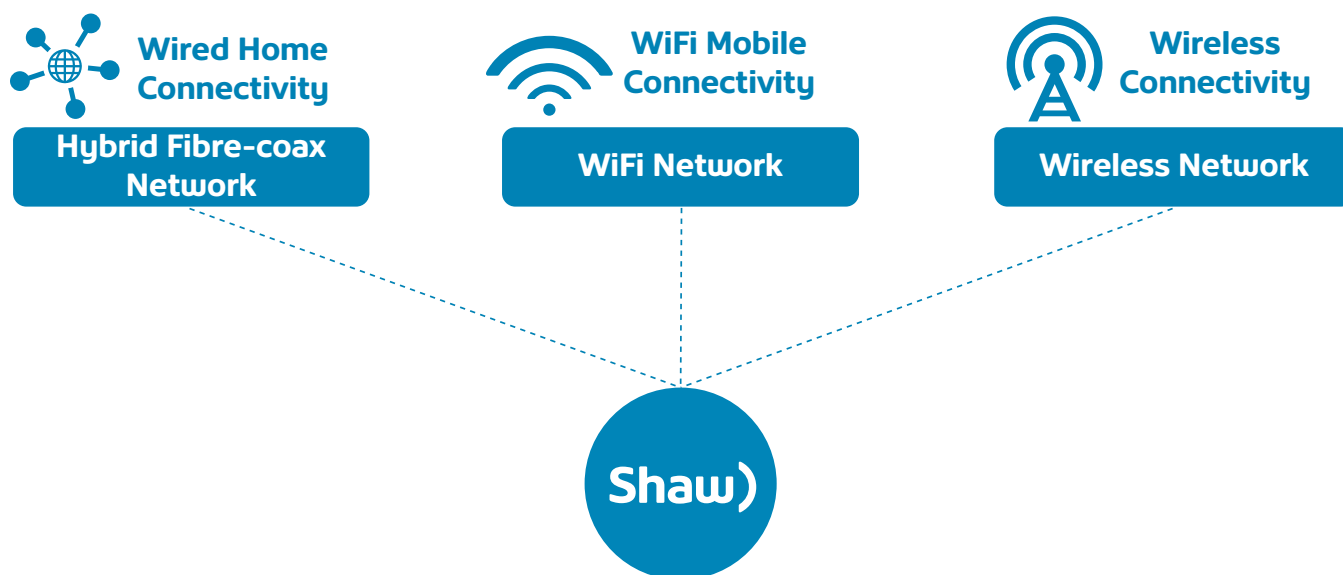 Wired Home
Connectivity
WiFi Mobile
Connectivity
Wireless
Connectivity
Hybrid Fibre-coax
Network
WiFi Network
Wireless Network
Shaw)